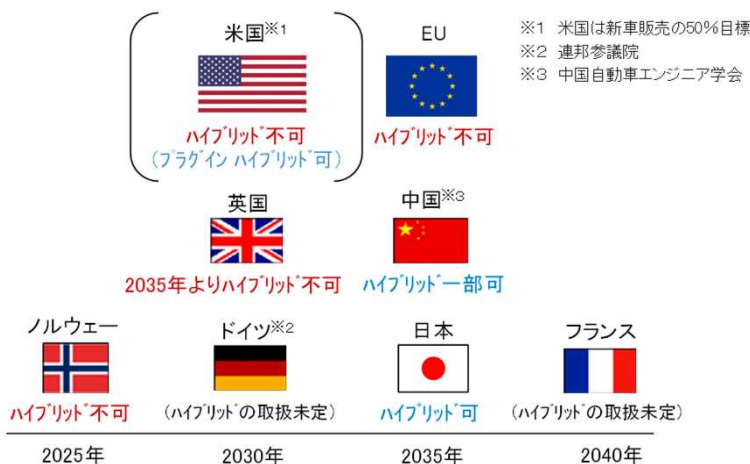 米国※1
ハイブリッド不可
(プラグイン ハイブリッド可)
EU
ハイブリッド不可
※1 米国は新車販売の50%目標
※2 連邦参議院
※3 中国自動車エンジニア学会
英国
2035年よりハイブリッド不可
中国※3
ハイブリッド一部可
ノルウェー
ハイブリッド不可
ドイツ※2
(ハイブリッドの取扱未定)
日本
ハイブリッド可
フランス
(ハイブリッドの取扱未定)
2025年
2030年
2035年
2040年